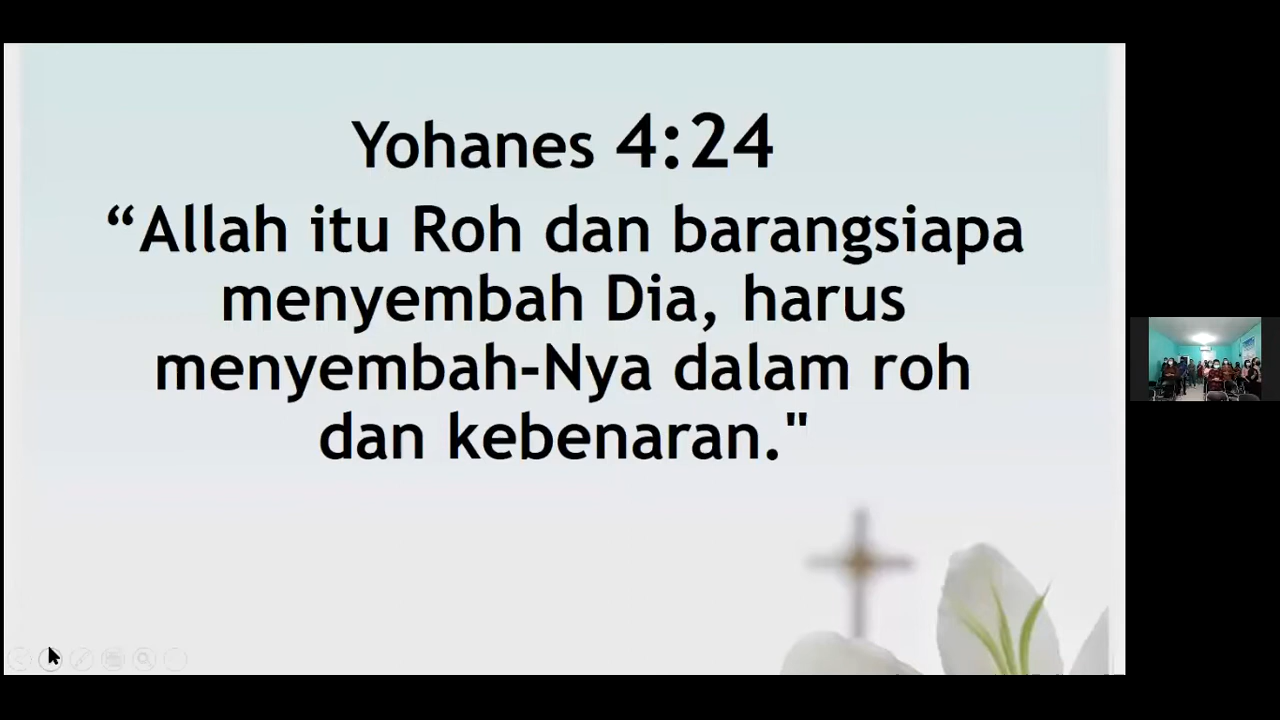 Yohanes 4:24
“Allah itu Roh dan barangsiapa
menyembah Dia, harus
menyembah-Nya dalam roh
dan kebenaran."